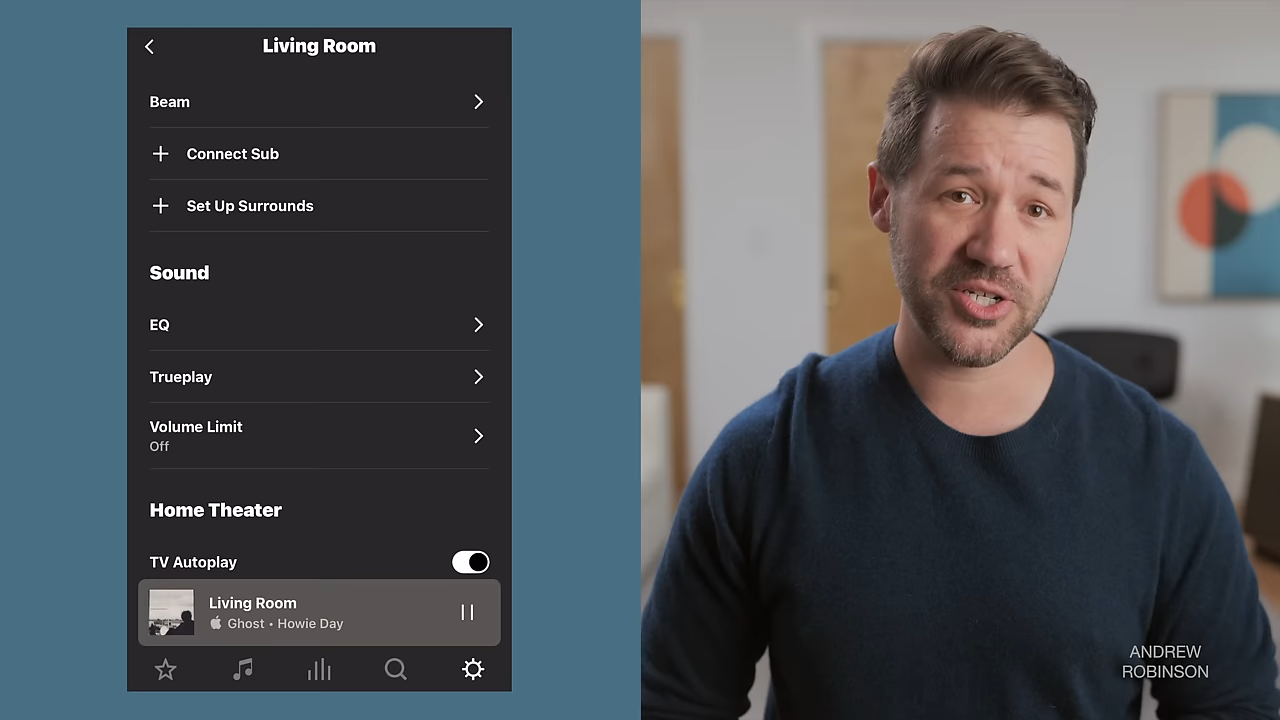 Living Room
Beam
Connect Sub
Set Up Surrounds
Sound
EQ
Trueplay
Volume Limit
Off
Home Theater
TV Autoplay
Living Room
Ghost • Howie Day
ANDREW
ROBINSON